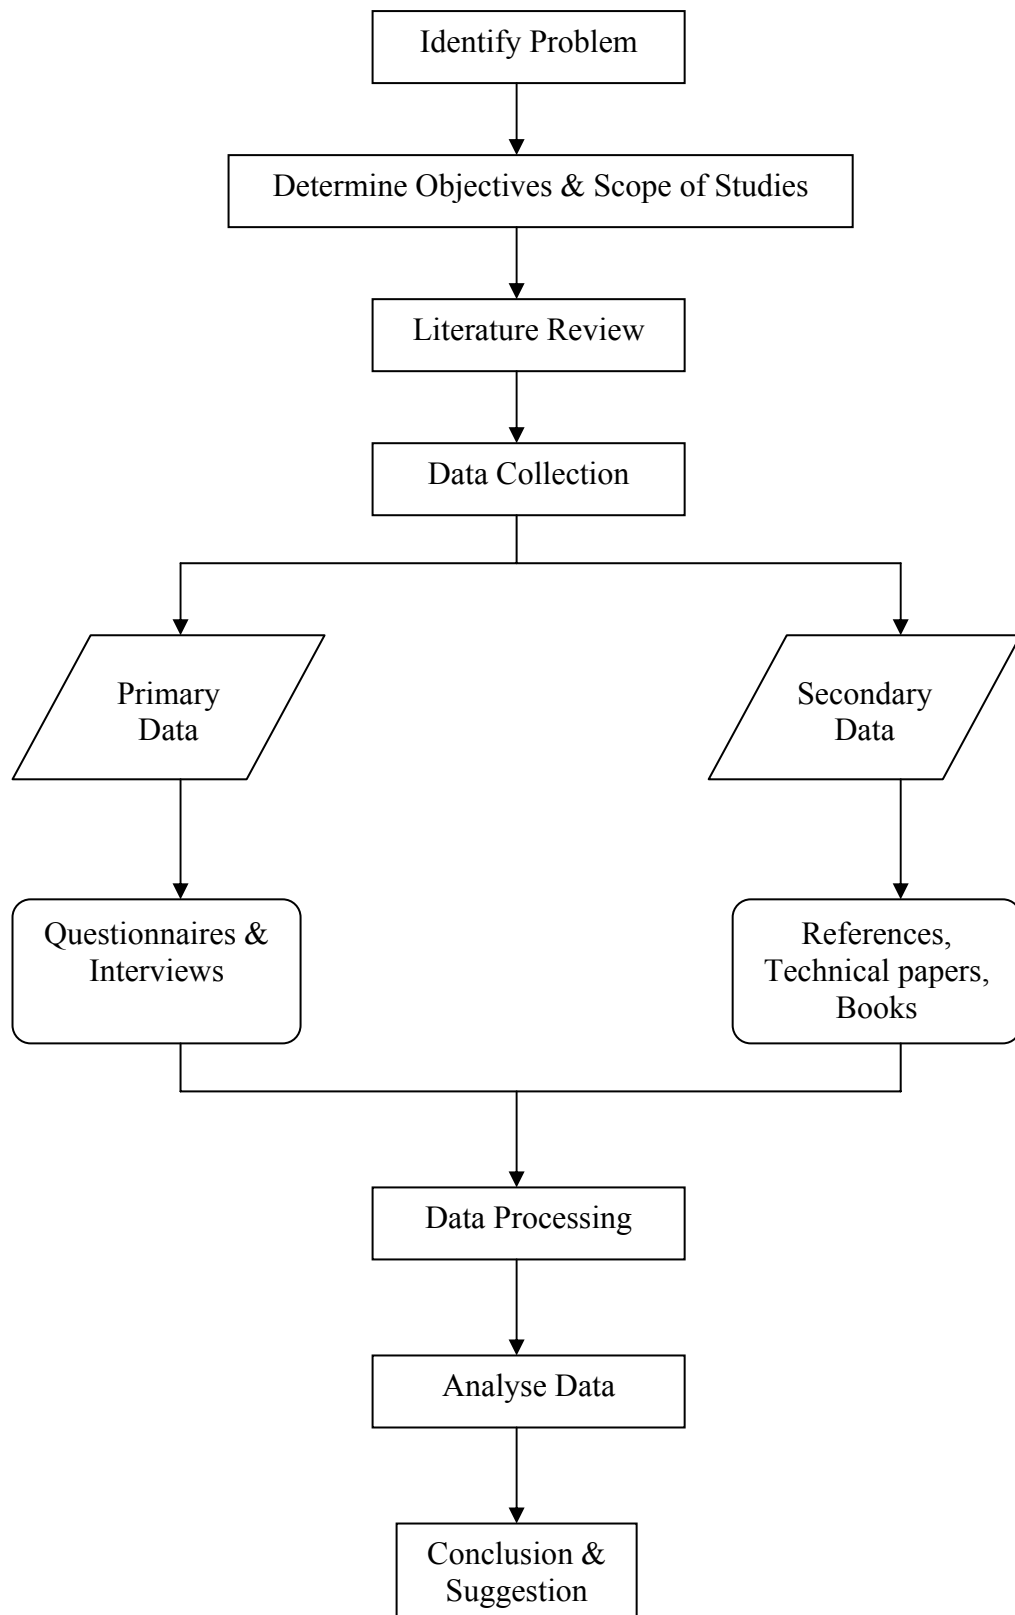 Identify Problem
Determine Objectives & Scope of Studies
Literature Review
Data Collection
Primary
Data
Secondary
Data
Questionnaires &
Interviews
References,
Technical papers,
Books
Data Processing
Analyse Data
Conclusion &
Suggestion